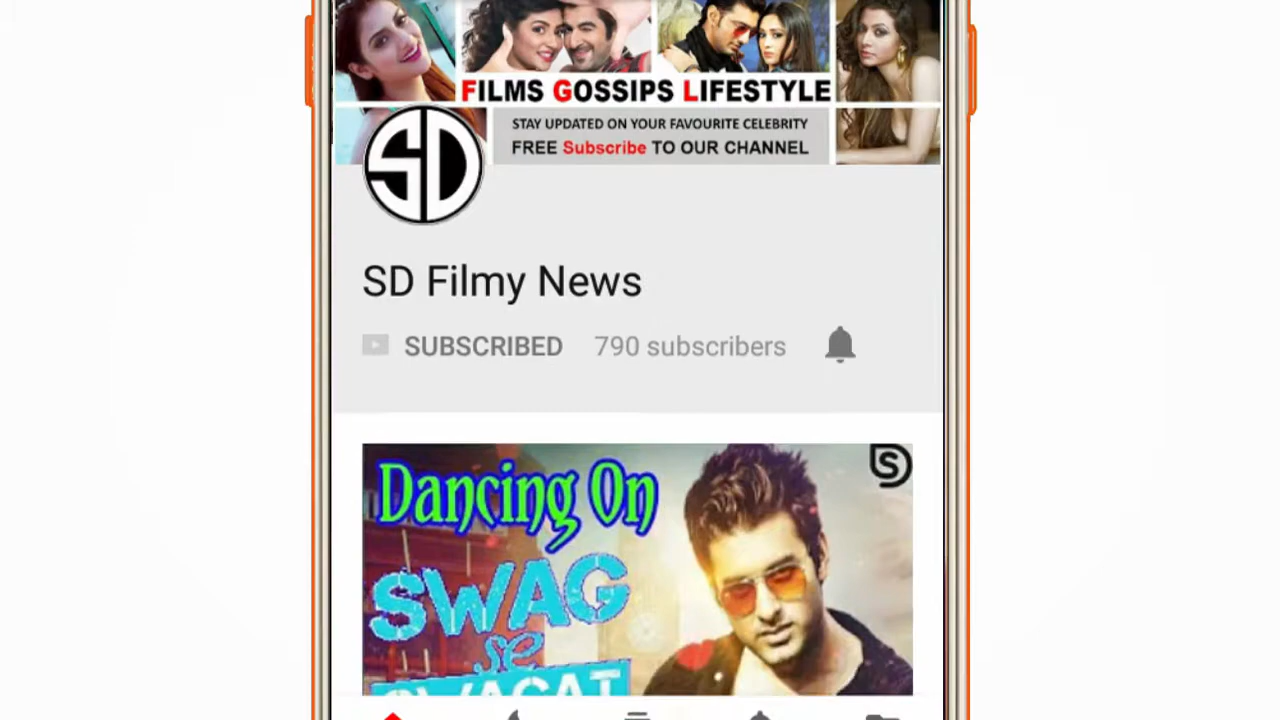 FILMS GOSSIPS LIFESTYLE
STAY UPDATED ON YOUR FAVOURITE CELEBRITY
FREE Subscribe TO OUR CHANNEL
SD
SD Filmy News
SUBSCRIBED 790 subscribers
Dancing On
SWAG
se
SWAGAT